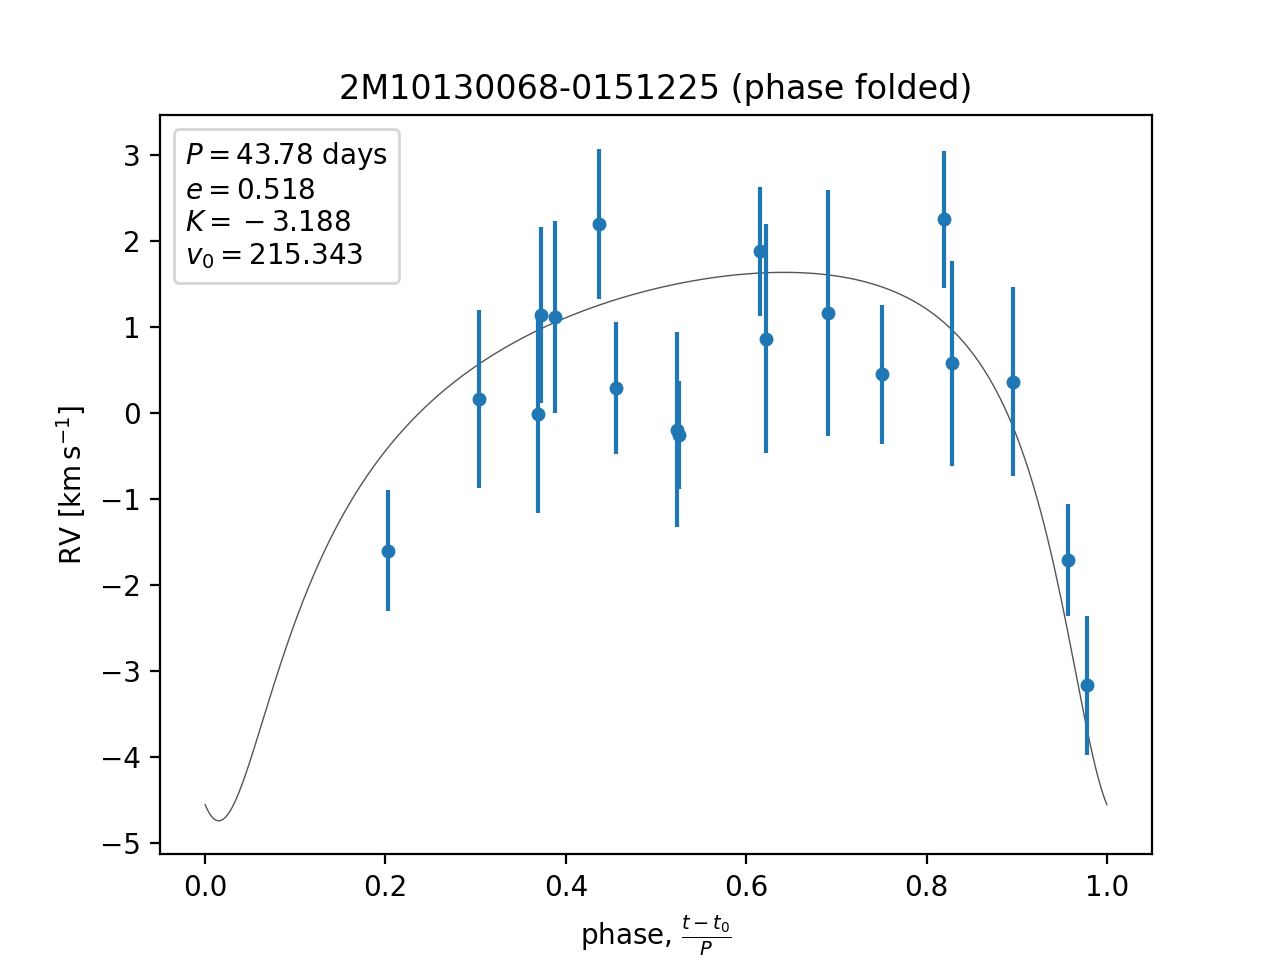 2M10130068-0151225 (phase folded)
P = 43.78 days
e = 0.518
K = −3.188
v₀ = 215.343
3
2
1
0
−1
−2
−3
−4
−5
RV [km s⁻¹]
0.0 0.2 0.4 0.6 0.8 1.0
phase, (t − t₀)/P